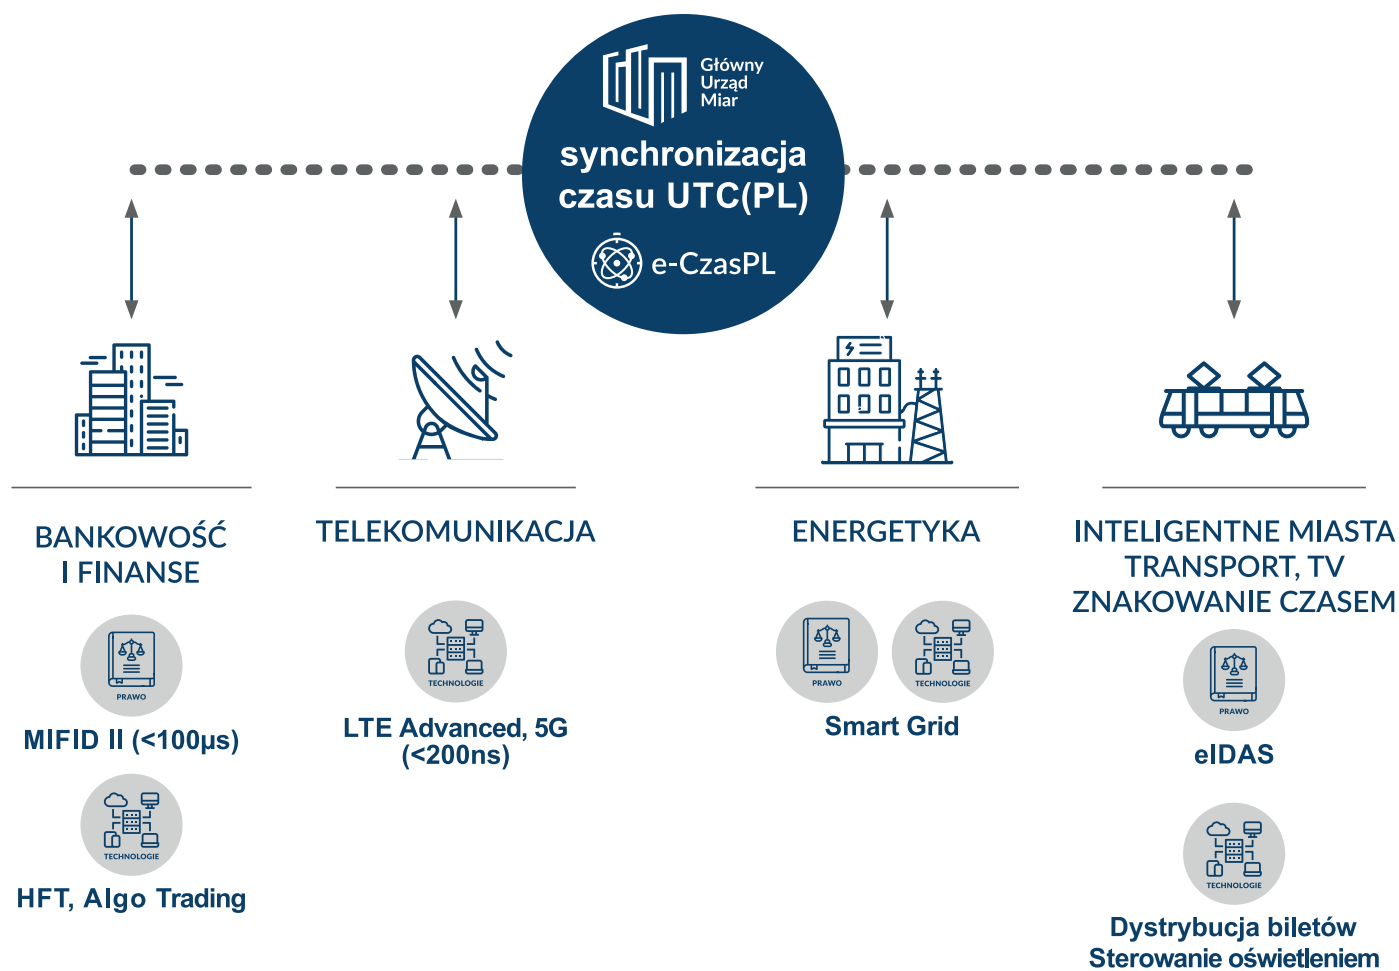 Główny
Urząd
Miar
synchronizacja
czasu UTC(PL)
e-CzasPL
BANKOWOŚĆ
I FINANSE
PRAWO
MIFID II (<100µs)
TECHNOLOGIE
HFT, Algo Trading
TELEKOMUNIKACJA
TECHNOLOGIE
LTE Advanced, 5G
(<200ns)
ENERGETYKA
PRAWO
TECHNOLOGIE
Smart Grid
INTELIGENTNE MIASTA
TRANSPORT, TV
ZNAKOWANIE CZASEM
PRAWO
eIDAS
TECHNOLOGIE
Dystrybucja biletów
Sterowanie oświetleniem